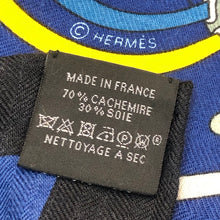 © HERMÈS
MADE IN FRANCE
70% CACHEMIRE
30% SOIE
NETTOYAGE À SEC